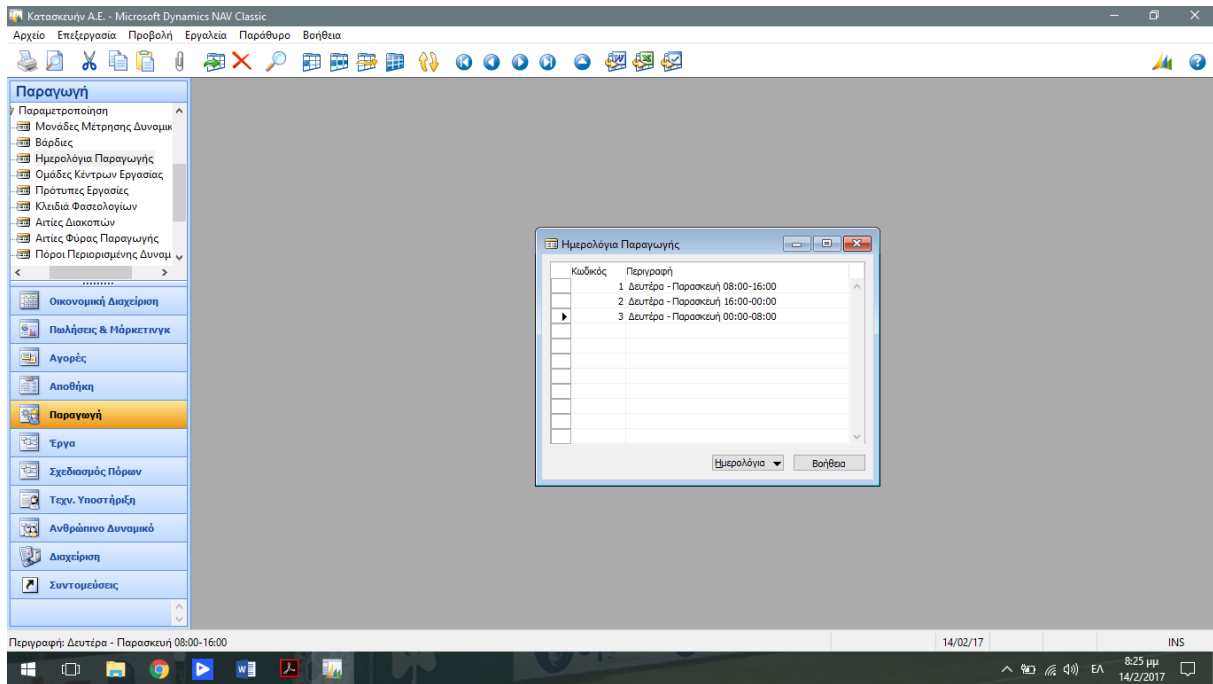 Κατασκευήν Α.Ε. - Microsoft Dynamics NAV Classic
Αρχείο Επεξεργασία Προβολή Εργαλεία Παράθυρο Βοήθεια
Παραγωγή
Παραμετροποίηση
Μονάδες Μέτρησης Δυναμικ
Βάρδιες
Ημερολόγια Παραγωγής
Ομάδες Κέντρων Εργασίας
Πρότυπες Εργασίες
Κλειδιά Φασεολογίων
Αιτίες Διακοπών
Αιτίες Φύρας Παραγωγής
Πόροι Περιορισμένης Δυναμ
Οικονομική Διαχείριση
Πωλήσεις & Μάρκετινγκ
Αγορές
Αποθήκη
Παραγωγή
Έργα
Σχεδιασμός Πόρων
Τεχν. Υποστήριξη
Ανθρώπινο Δυναμικό
Διαχείριση
Συντομεύσεις
Ημερολόγια Παραγωγής
Κωδικός Περιγραφή
1 Δευτέρα - Παρασκευή 08:00-16:00
2 Δευτέρα - Παρασκευή 16:00-00:00
3 Δευτέρα - Παρασκευή 00:00-08:00
Ημερολόγια Βοήθεια
Περιγραφή: Δευτέρα - Παρασκευή 08:00-16:00 14/02/17 INS
ΕΛ 8:25 μμ
14/2/2017